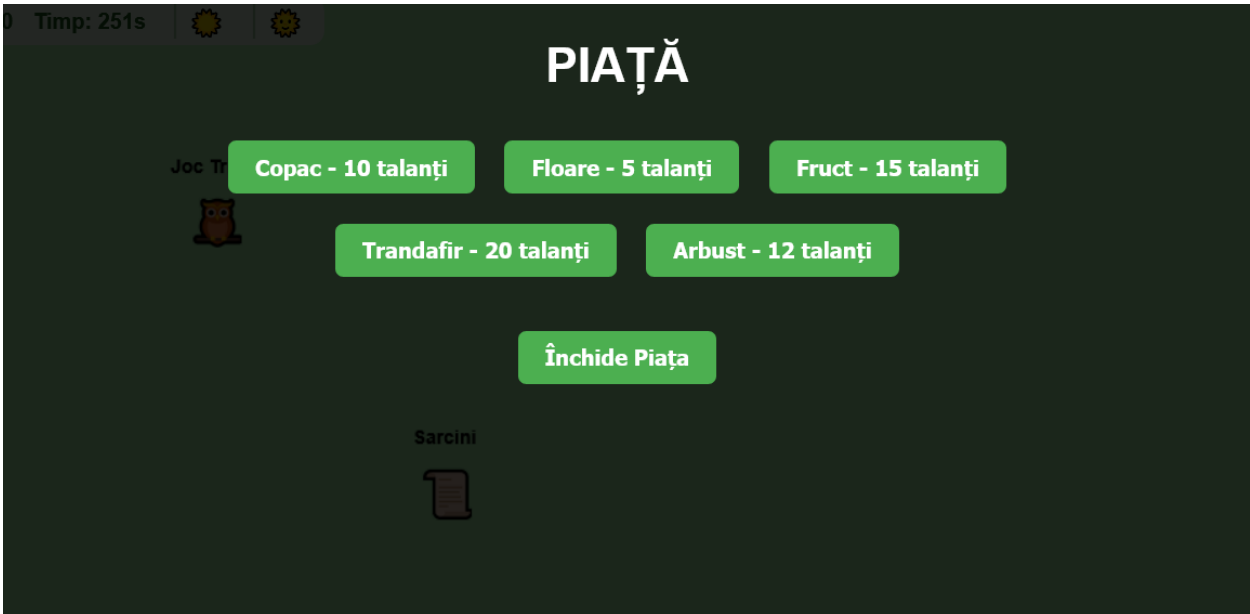 Timp: 251s
PIAȚĂ
Joc
Copac - 10 talanți
Floare - 5 talanți
Fruct - 15 talanți
Trandafir - 20 talanți
Arbust - 12 talanți
Închide Piața
Sarcini